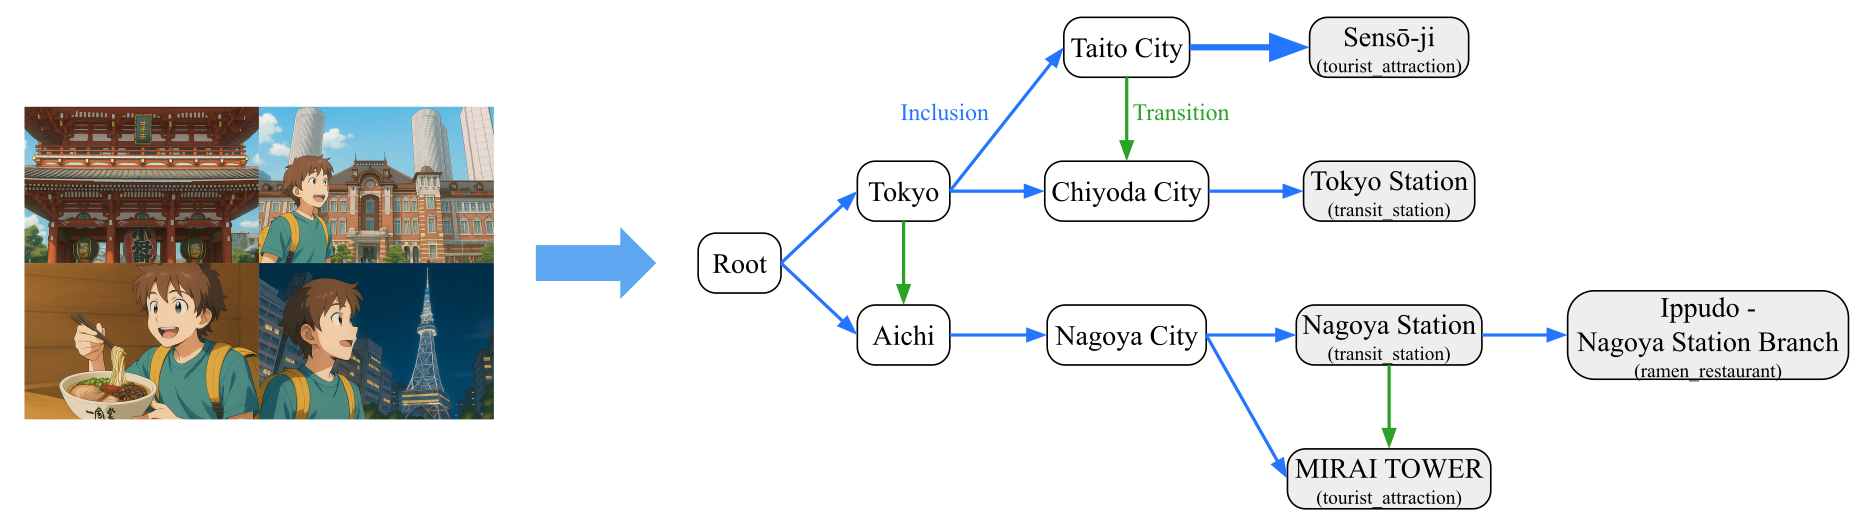 Taito City
Sensō-ji
(tourist_attraction)
Inclusion
Transition
Tokyo
Chiyoda City
Tokyo Station
(transit_station)
Root
Aichi
Nagoya City
Nagoya Station
(transit_station)
Ippudo -
Nagoya Station Branch
(ramen_restaurant)
MIRAI TOWER
(tourist_attraction)